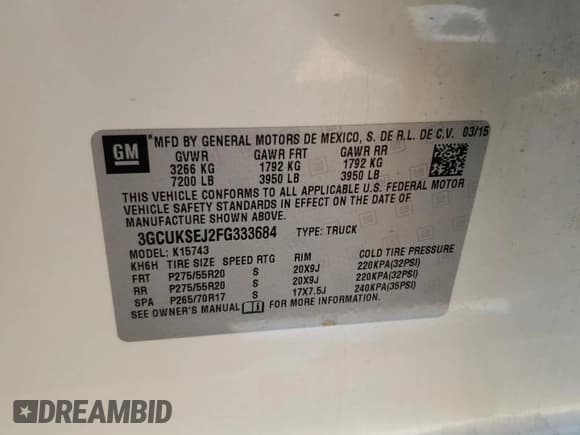 GM
MFD BY GENERAL MOTORS DE MEXICO, S. DE R.L. DE C.V. 03/15
GVWR GAWR FRT GAWR RR
3266 KG 1792 KG 1792 KG
7200 LB 3950 LB 3950 LB
THIS VEHICLE CONFORMS TO ALL APPLICABLE U.S. FEDERAL MOTOR
VEHICLE SAFETY STANDARDS IN EFFECT ON THE DATE OF
MANUFACTURE SHOWN ABOVE.
3GCUKSEJ2FG333684 TYPE: TRUCK
MODEL: K15743
KH6H TIRE SIZE SPEED RTG RIM COLD TIRE PRESSURE
FRT P275/55R20 S 20X9J 220KPA(32PSI)
RR P275/55R20 S 20X9J 220KPA(32PSI)
SPA P265/70R17 S 17X7.5J 240KPA(35PSI)
SEE OWNER'S MANUAL FOR MORE INFORMATION.
DREAMBID